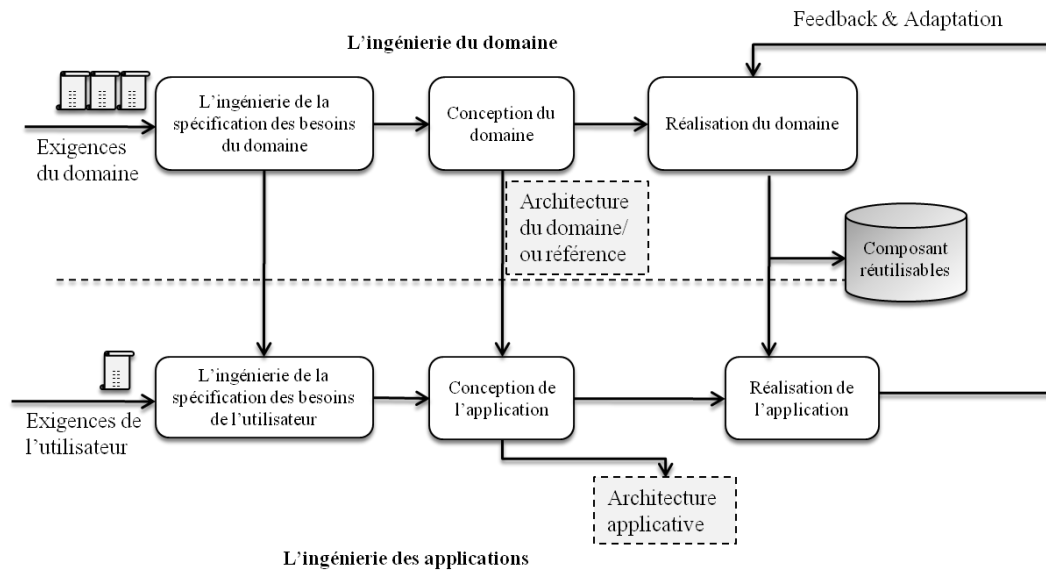 Feedback & Adaptation
L'ingénierie du domaine
L'ingénierie de la
spécification des besoins
du domaine
Conception du
domaine
Réalisation du domaine
Exigences
du domaine
Architecture
du domaine/
ou référence
Composant
réutilisables
L'ingénierie de la
spécification des besoins
de l'utilisateur
Conception de
l'application
Réalisation de
l'application
Exigences de
l'utilisateur
Architecture
applicative
L'ingénierie des applications